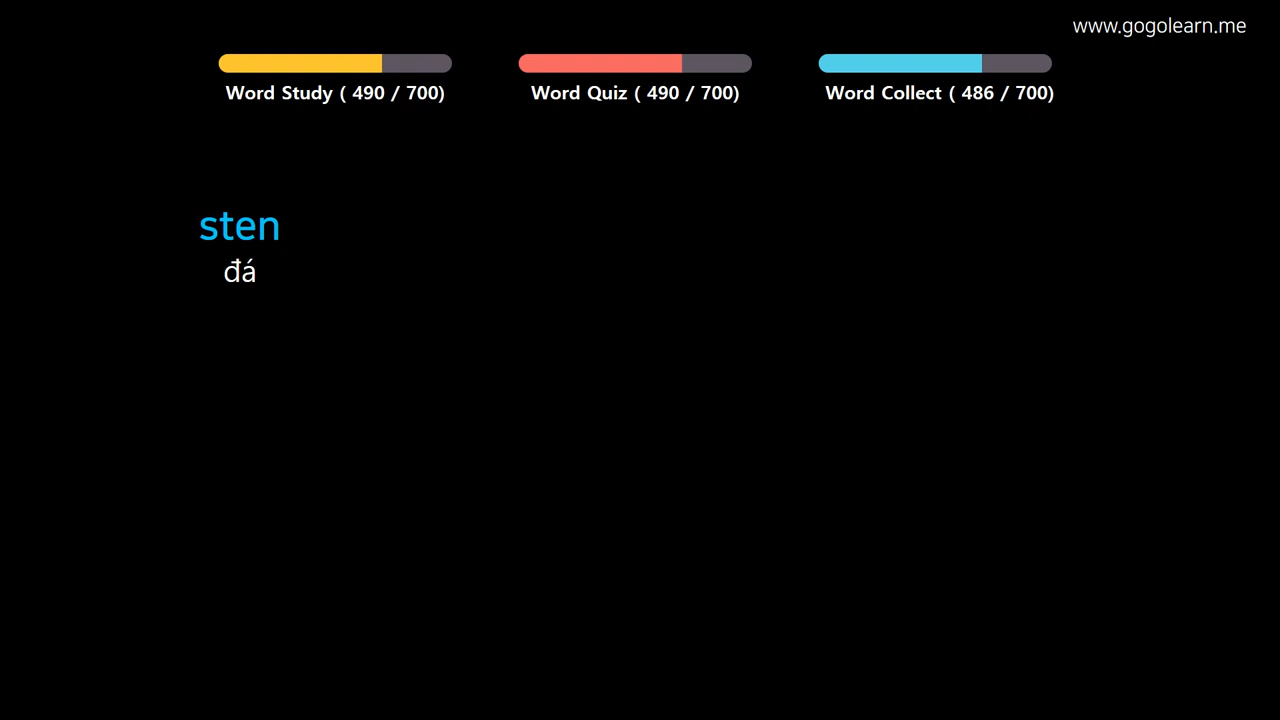 www.gogolearn.me
Word Study ( 490 / 700)
Word Quiz ( 490 / 700)
Word Collect ( 486 / 700)
sten
đá